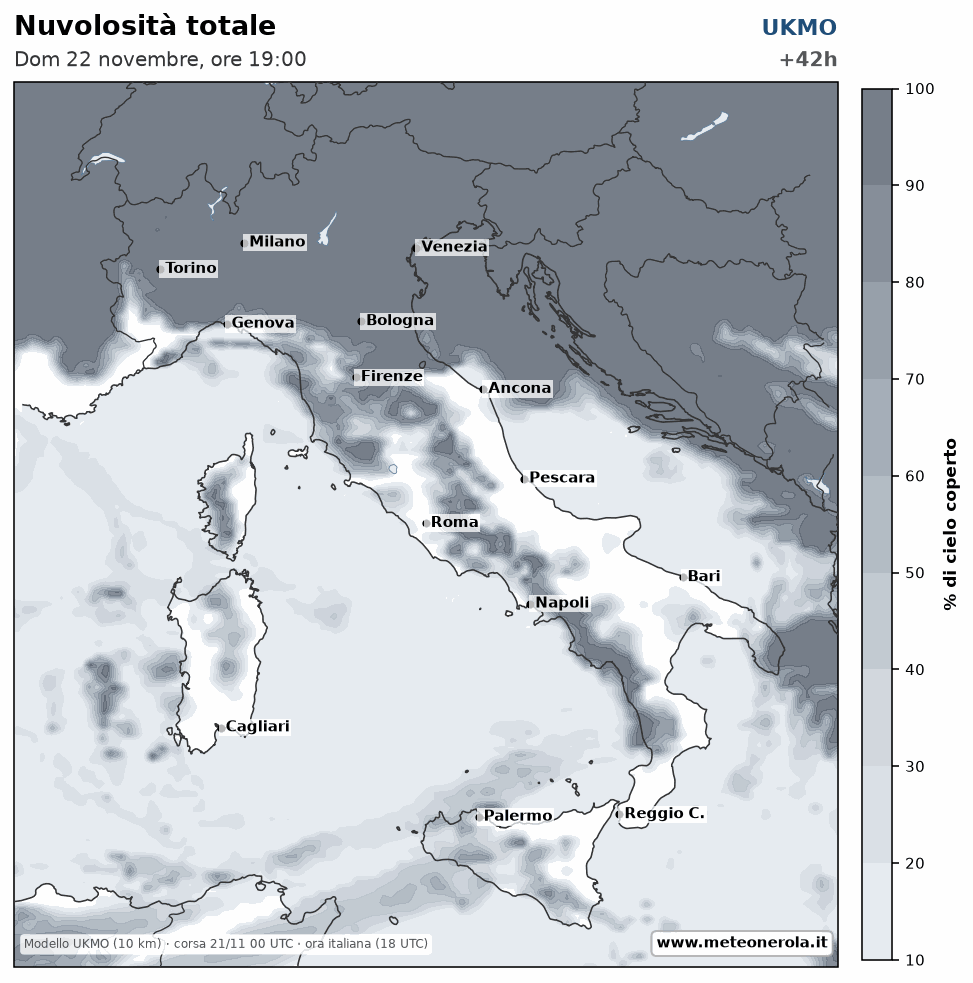 Nuvolosità totale
UKMO
Dom 22 novembre, ore 19:00
+42h
Milano
Venezia
Torino
Genova
Bologna
Firenze
Ancona
Pescara
Roma
Bari
Napoli
Cagliari
Palermo
Reggio C.
Modello UKMO (10 km) · corsa 21/11 00 UTC · ora italiana (18 UTC)
www.meteonerola.it
100
90
80
70
60
50
40
30
20
10
% di cielo coperto